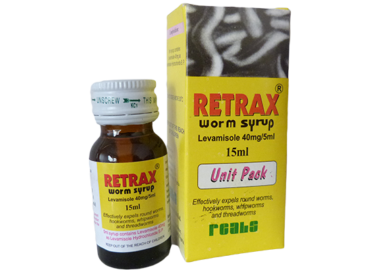 UNSCREW
RETRAX
worm syrup
Levamisole 40mg/5ml
15ml
Effectively expels round worms,
hookworms, whipworms
and threadworms
RETRAX®
worm syrup
Levamisole 40mg/5ml
15ml
Unit Pack
Effectively expels round worms,
hookworms, whipworms
and threadworms
reals